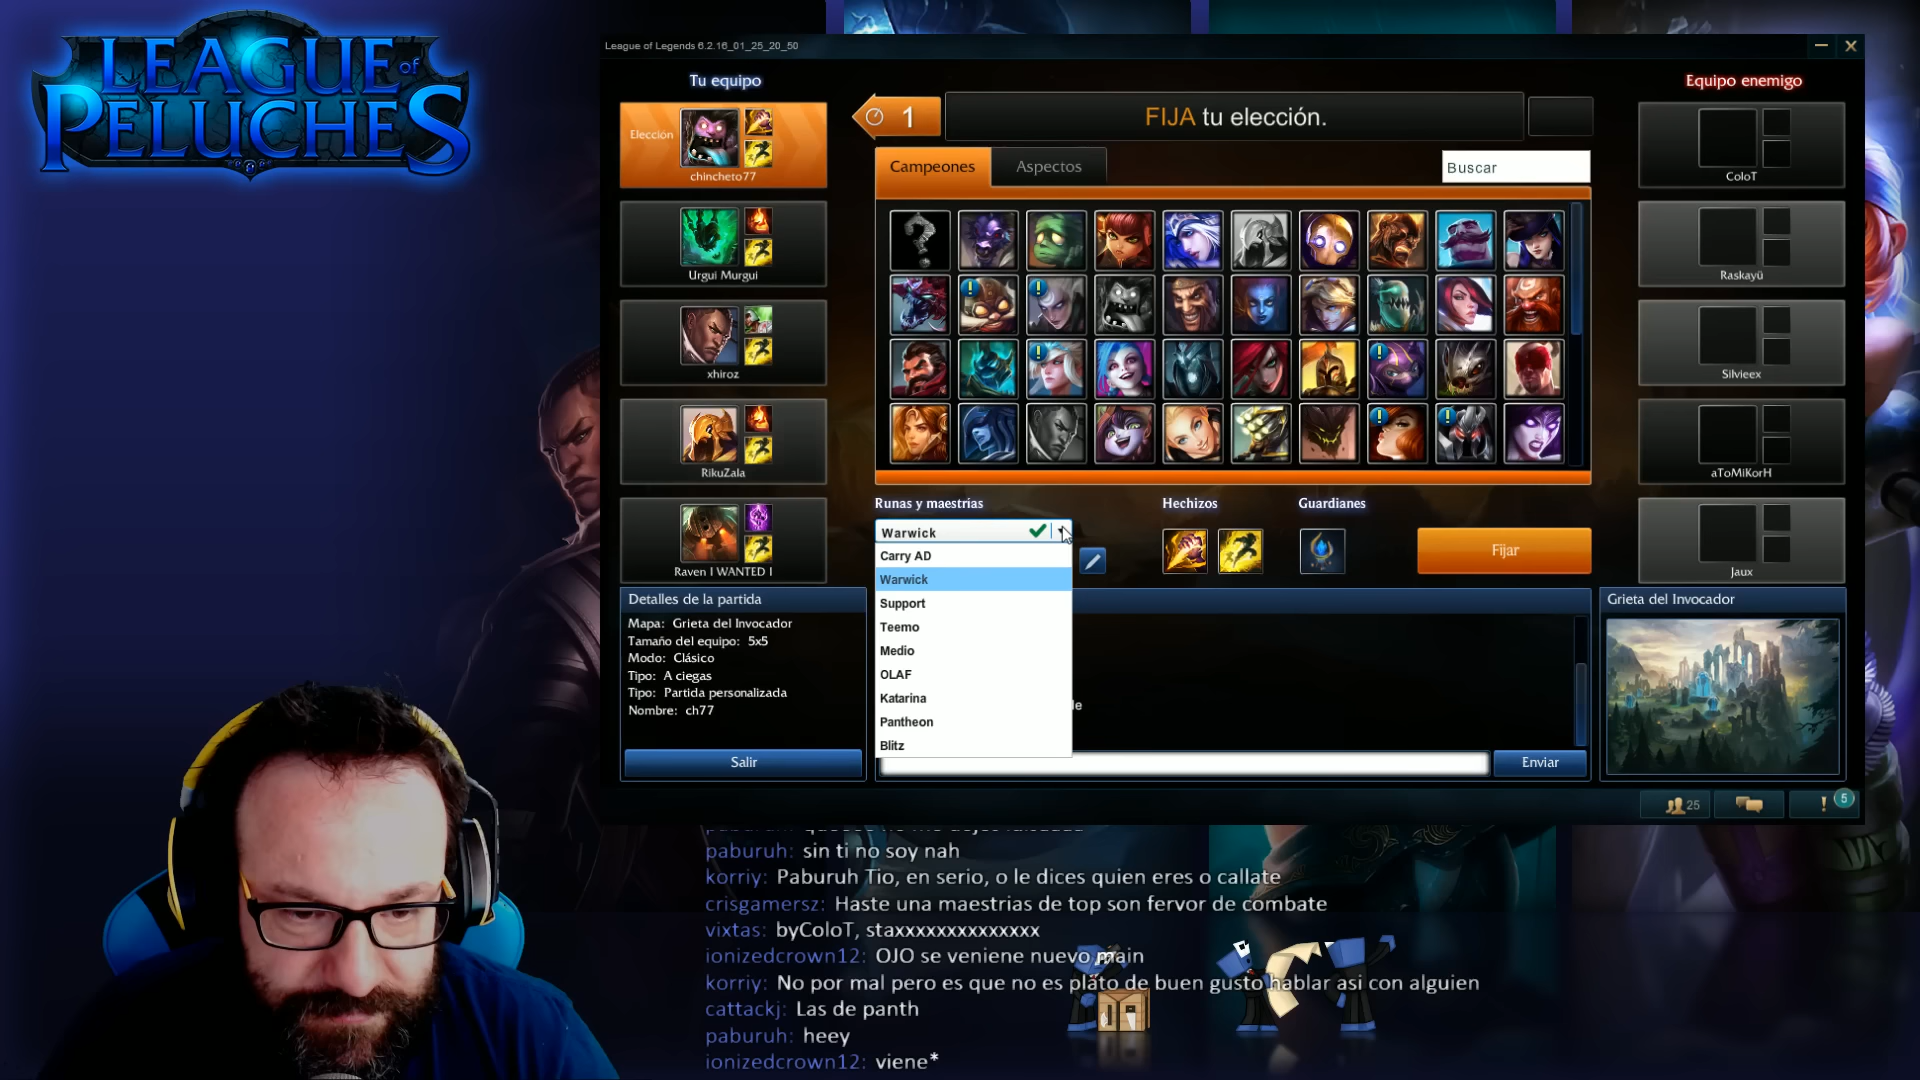 LEAGUE of
PELUCHES
League of Legends 6.2.16_01_25_20_50
Tu equipo
Elección
chincheto77
Urgui Murgui
xhiroz
RikuZala
Raven I WANTED I
1
FIJA tu elección.
Campeones
Aspectos
Buscar
Equipo enemigo
ColoT
Raskayü
Silvieex
aToMiKorH
Jaux
Runas y maestrías
Hechizos
Guardianes
Warwick
Carry AD
Warwick
Support
Teemo
Medio
OLAF
Katarina
Pantheon
Blitz
Fijar
Detalles de la partida
Mapa: Grieta del Invocador
Tamaño del equipo: 5x5
Modo: Clásico
Tipo: A ciegas
Tipo: Partida personalizada
Nombre: ch77
Salir
Enviar
Grieta del Invocador
25
5
paburuh: sin ti no soy nah
korriy: Paburuh Tio, en serio, o le dices quien eres o callate
crisgamersz: Haste una maestrias de top son fervor de combate
vixtas: byColoT, staxxxxxxxxxxxxxx
ionizedcrown12: OJO se veniene nuevo main
korriy: No por mal pero es que no es plato de buen gusto hablar asi con alguien
cattackj: Las de panth
paburuh: heey
ionizedcrown12: viene*